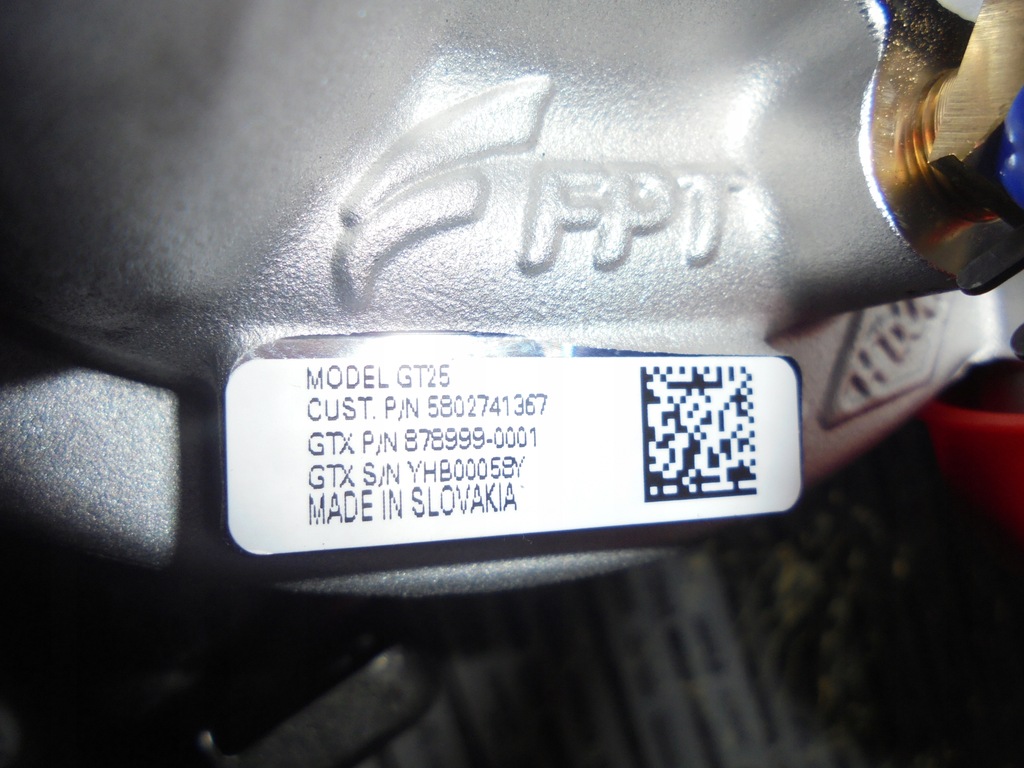 FPT
MODEL GT25
CUST. P/N 5802741367
GTX P/N 878999-0001
GTX S/N YHB00058Y
MADE IN SLOVAKIA